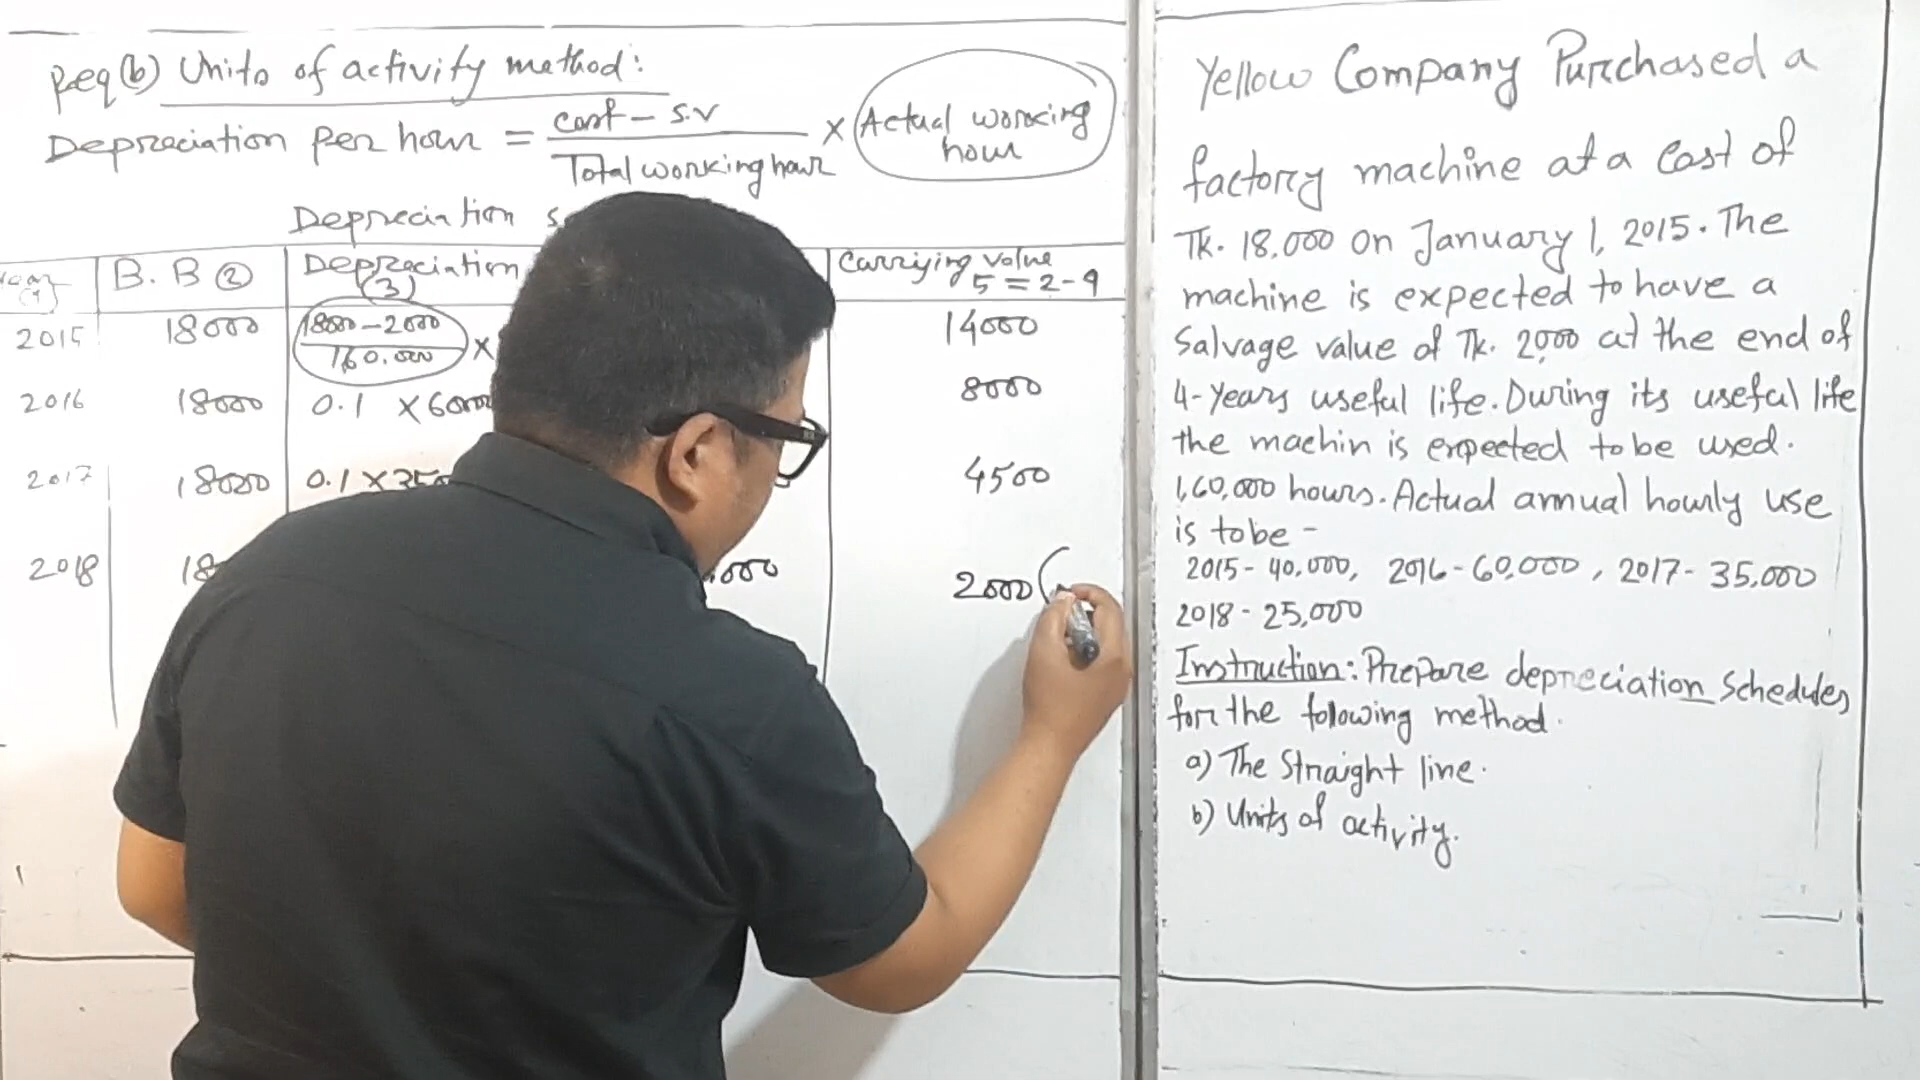 Req (b) Units of activity method:
Depreciation per hour = cost - s.v / Total working hour × Actual working hour
Depreciation
B.B (2) Depreciation (3) Carrying value 5 = 2-4
2015 18000 18000-2000 / 160.000 × 14000
2016 18000 0.1 × 6000 8000
2017 18000 0.1 × 350 4500
2018 18 000 2000 (
Yellow Company Purchased a
factory machine at a Cost of
Tk. 18,000 on January 1, 2015. The
machine is expected to have a
Salvage value of Tk. 2,000 at the end of
4-Years useful life. During its useful life
the machin is expected to be used.
1,60,000 hours. Actual annual hourly use
is to be -
2015-40,000, 2016-60,000, 2017-35,000
2018-25,000
Instruction: Prepare depreciation Schedules
for the folowing method.
a) The Straight line.
b) Units of activity.